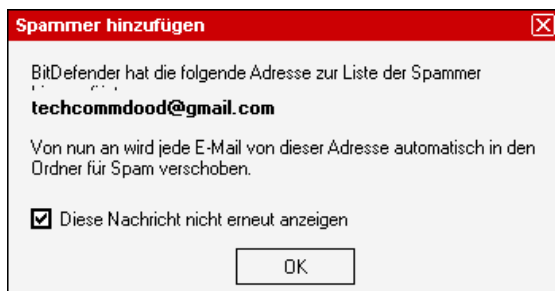 Spammer hinzufügen
BitDefender hat die folgende Adresse zur Liste der Spammer
techcommdood@gmail.com
Von nun an wird jede E-Mail von dieser Adresse automatisch in den
Ordner für Spam verschoben.
Diese Nachricht nicht erneut anzeigen
OK